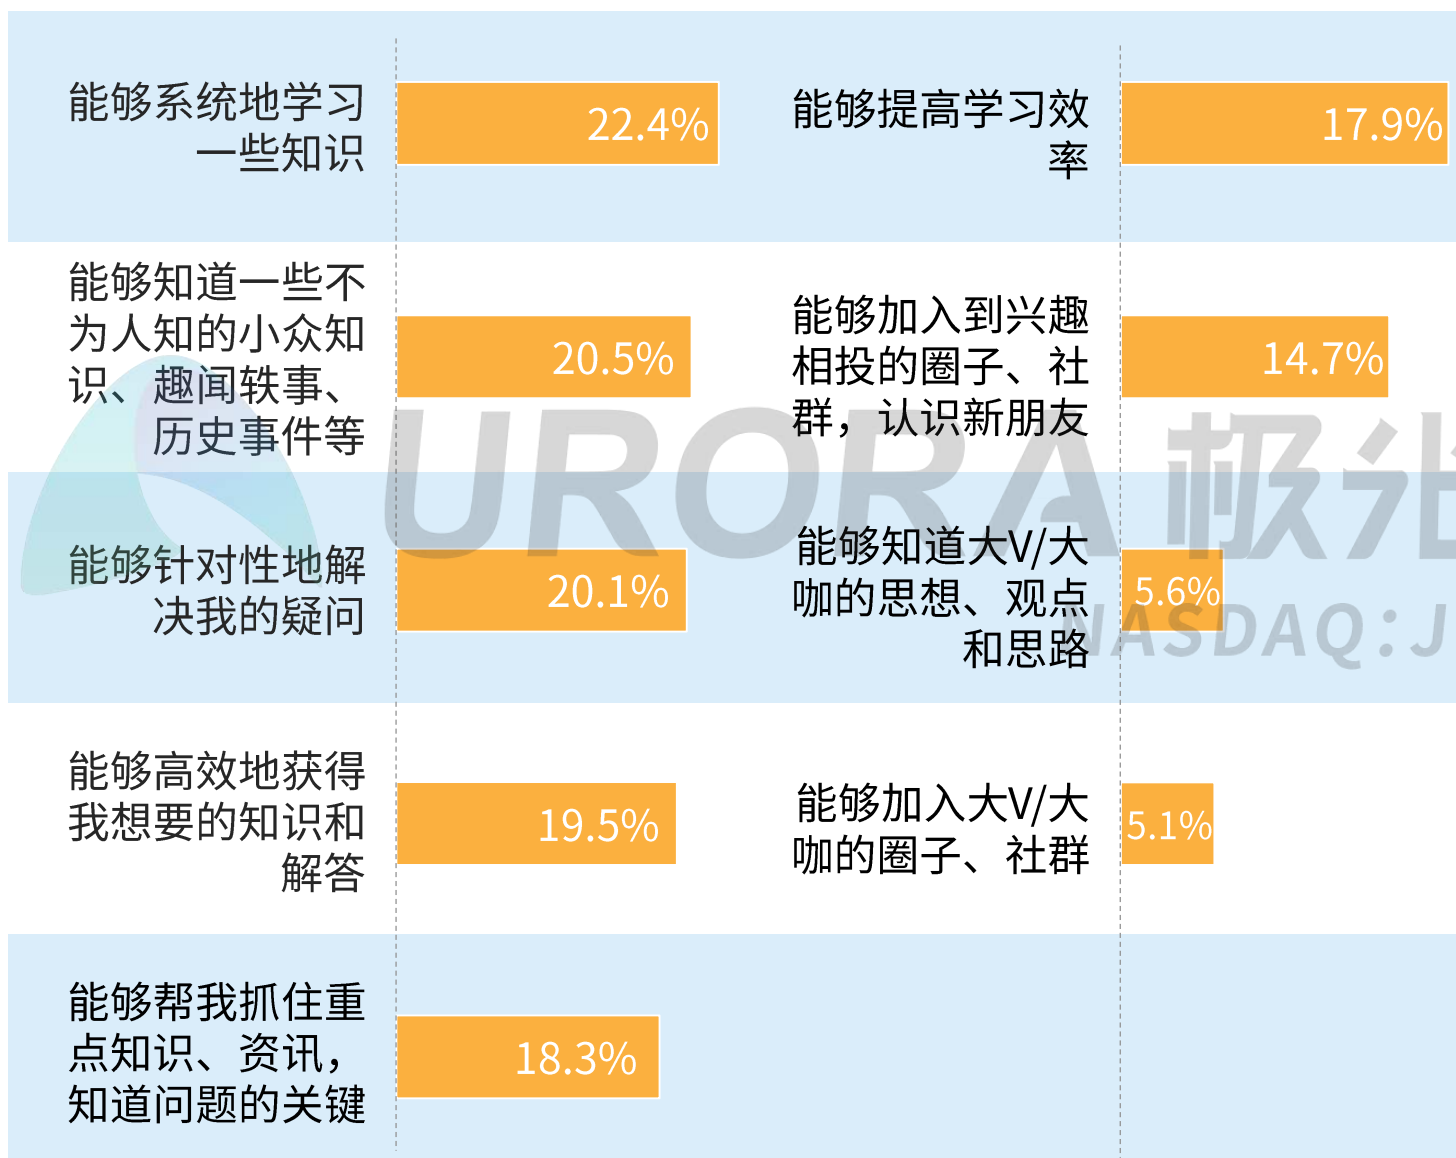 能够系统地学习
一些知识
22.4%
能够知道一些不
为人知的小众知
识、趣闻轶事、
历史事件等
20.5%
能够针对性地解
决我的疑问
20.1%
能够高效地获得
我想要的知识和
解答
19.5%
能够帮我抓住重
点知识、资讯，
知道问题的关键
18.3%
能够提高学习效
率
17.9%
能够加入到兴趣
相投的圈子、社
群，认识新朋友
14.7%
能够知道大V/大
咖的思想、观点
和思路
5.6%
能够加入大V/大
咖的圈子、社群
5.1%
URORA 极光
NASDAQ:J